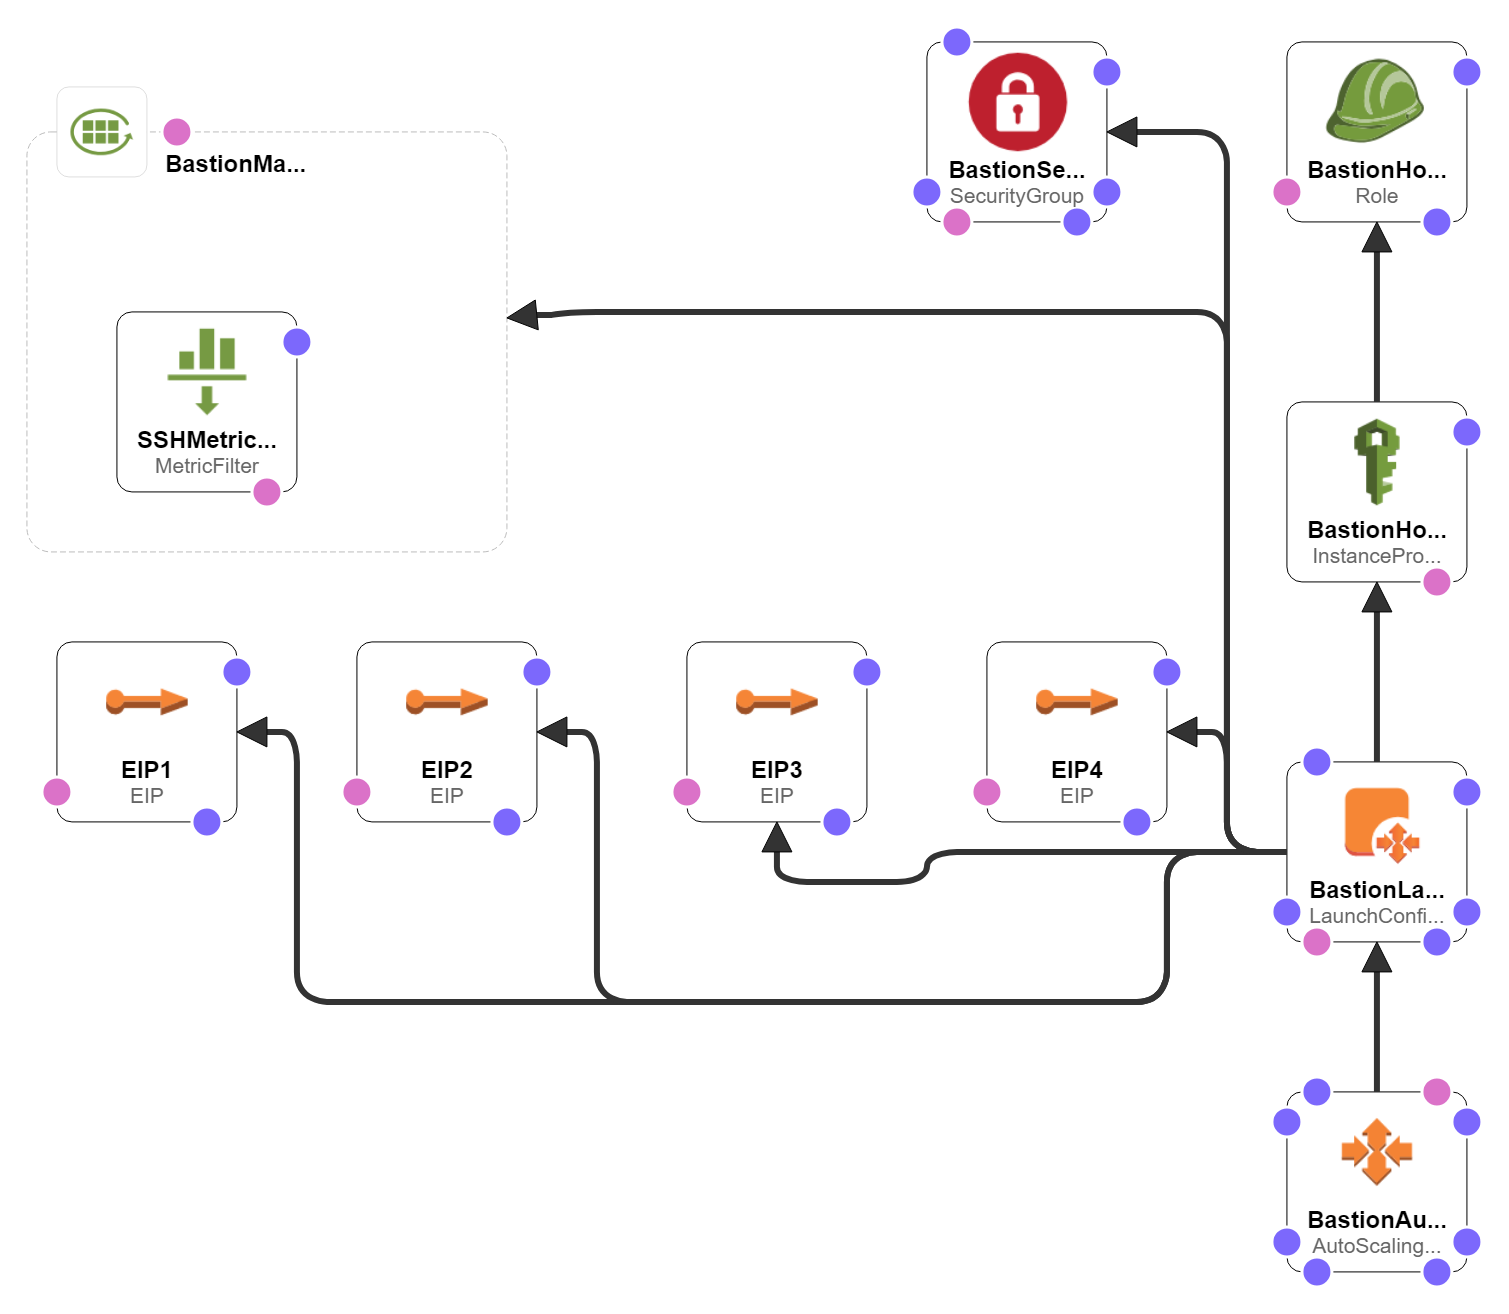 BastionMa...
BastionSe...
SecurityGroup
BastionHo...
Role
SSHMetric...
MetricFilter
BastionHo...
InstancePro...
EIP1
EIP
EIP2
EIP
EIP3
EIP
EIP4
EIP
BastionLa...
LaunchConfi...
BastionAu...
AutoScaling...